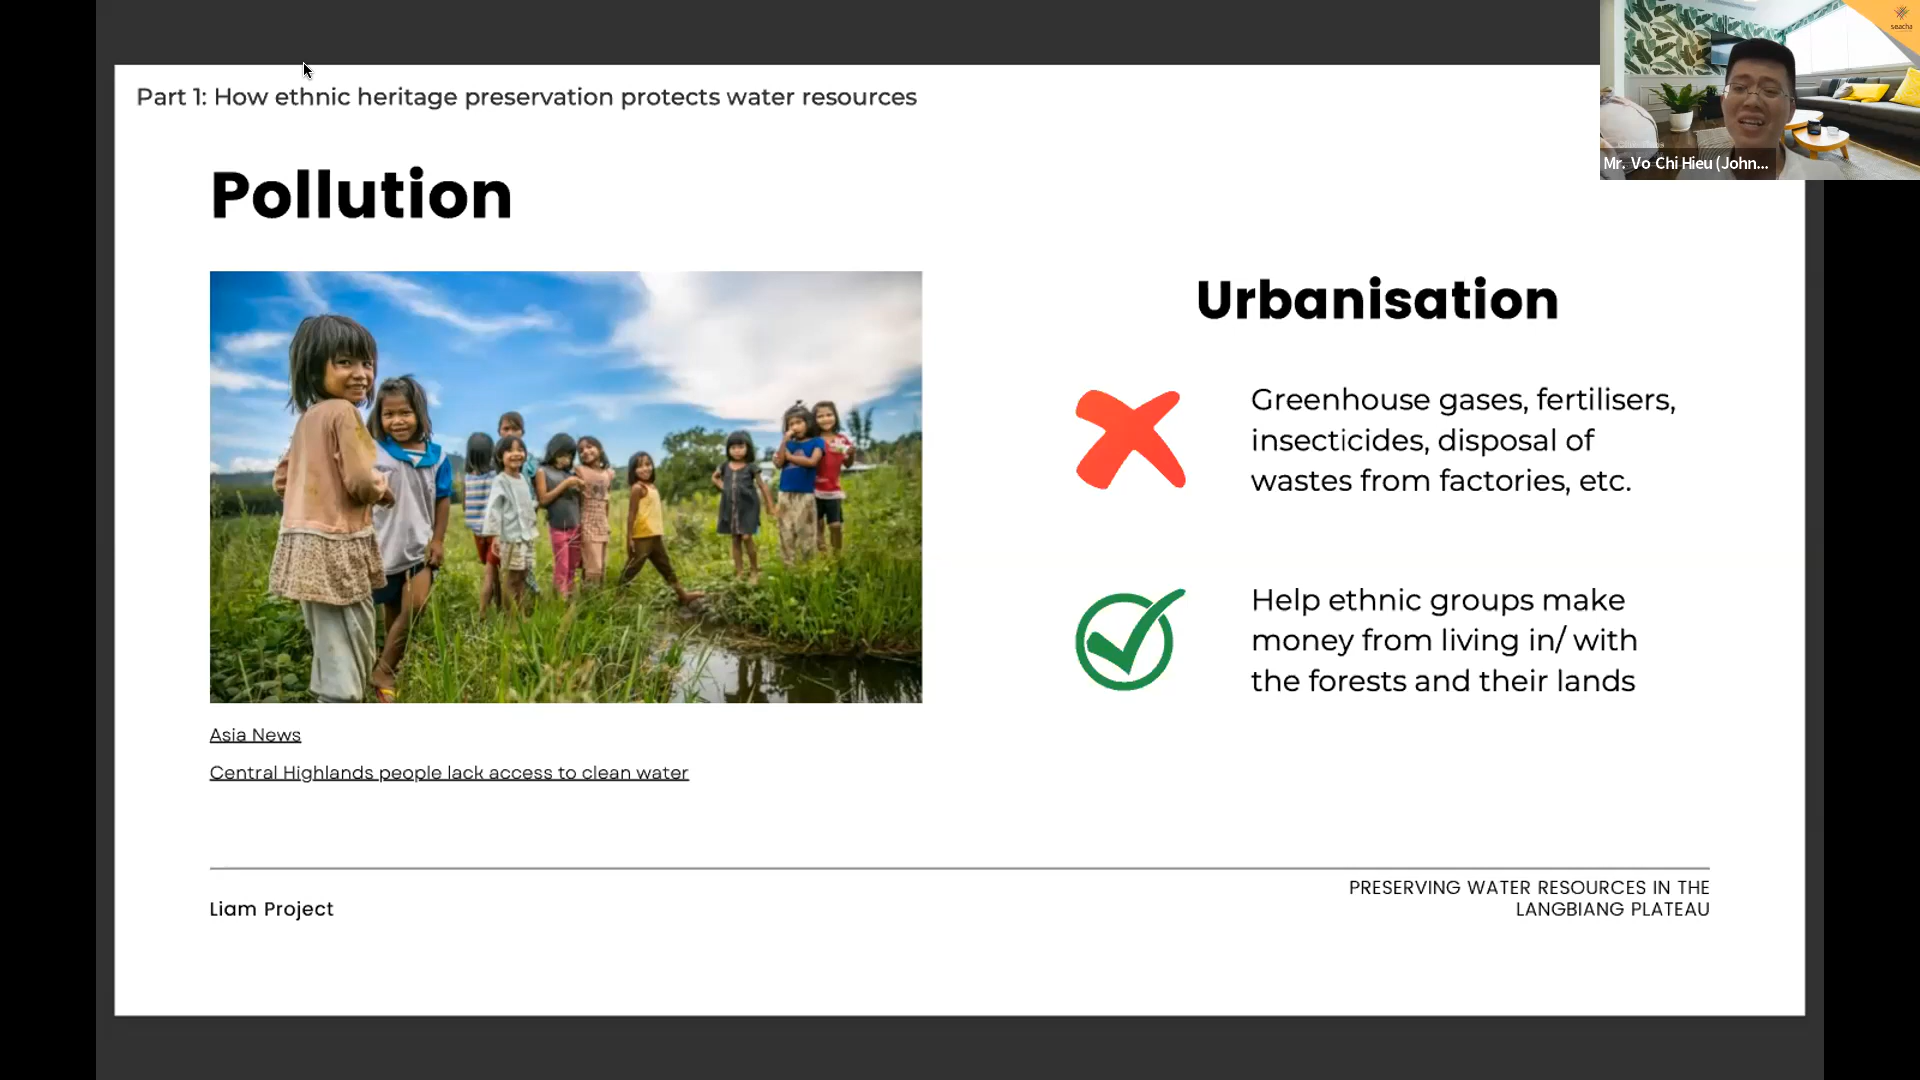 Part 1: How ethnic heritage preservation protects water resources
seacha
Mr. Vo Chi Hieu (John...
Pollution
Urbanisation
Greenhouse gases, fertilisers,
insecticides, disposal of
wastes from factories, etc.
Help ethnic groups make
money from living in/ with
the forests and their lands
Asia News
Central Highlands people lack access to clean water
Liam Project
PRESERVING WATER RESOURCES IN THE
LANGBIANG PLATEAU